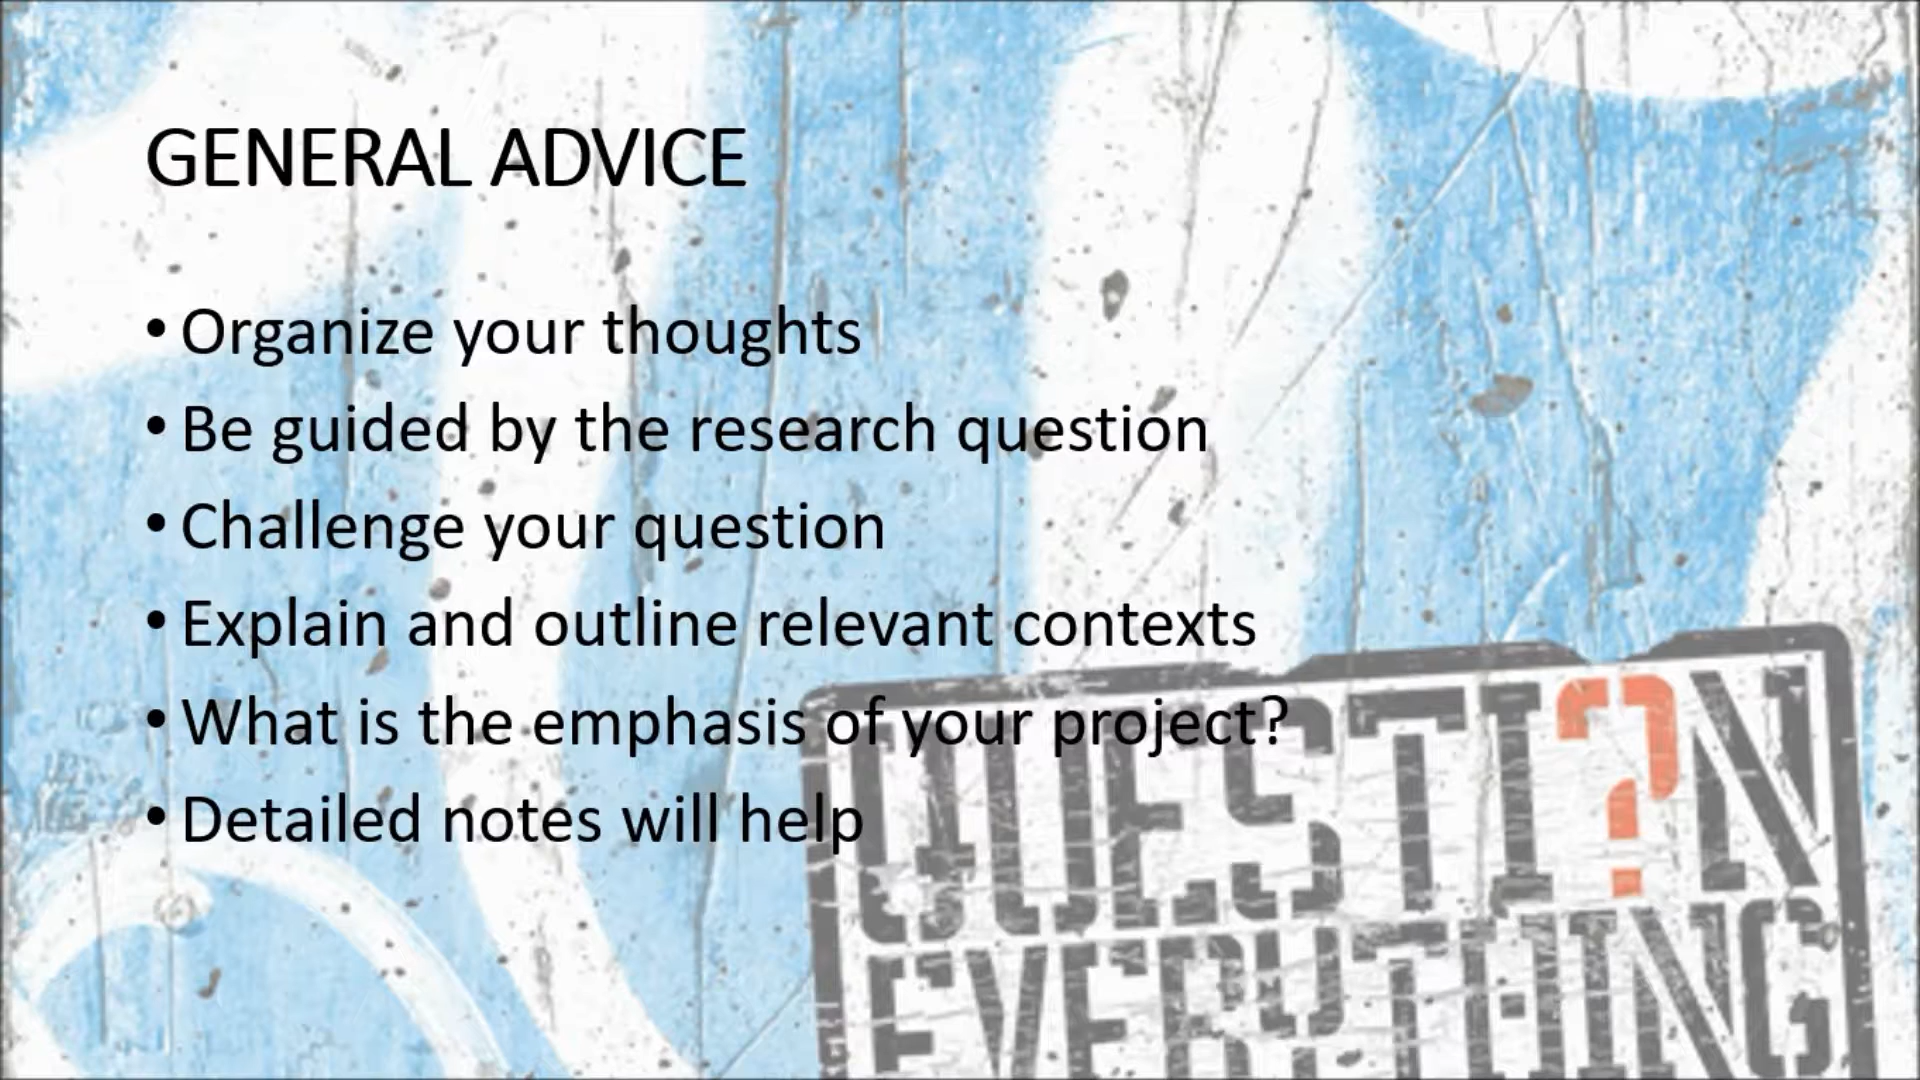 GENERAL ADVICE
• Organize your thoughts
• Be guided by the research question
• Challenge your question
• Explain and outline relevant contexts
• What is the emphasis of your project?
• Detailed notes will help
QUESTI?N
EVERYTHING